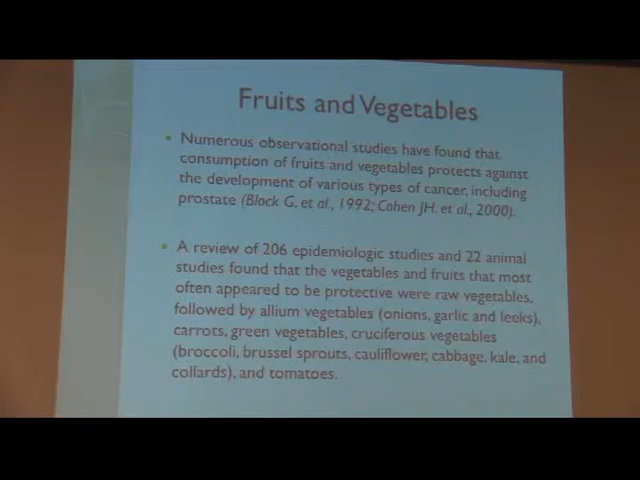 Fruits and Vegetables
Numerous observational studies have found that
consumption of fruits and vegetables protects against
the development of various types of cancer, including
prostate (Block G. et al., 1992; Cohen JH. et al., 2000).
A review of 206 epidemiologic studies and 22 animal
studies found that the vegetables and fruits that most
often appeared to be protective were raw vegetables,
followed by allium vegetables (onions, garlic and leeks),
carrots, green vegetables, cruciferous vegetables
(broccoli, brussel sprouts, cauliflower, cabbage, kale, and
collards), and tomatoes.